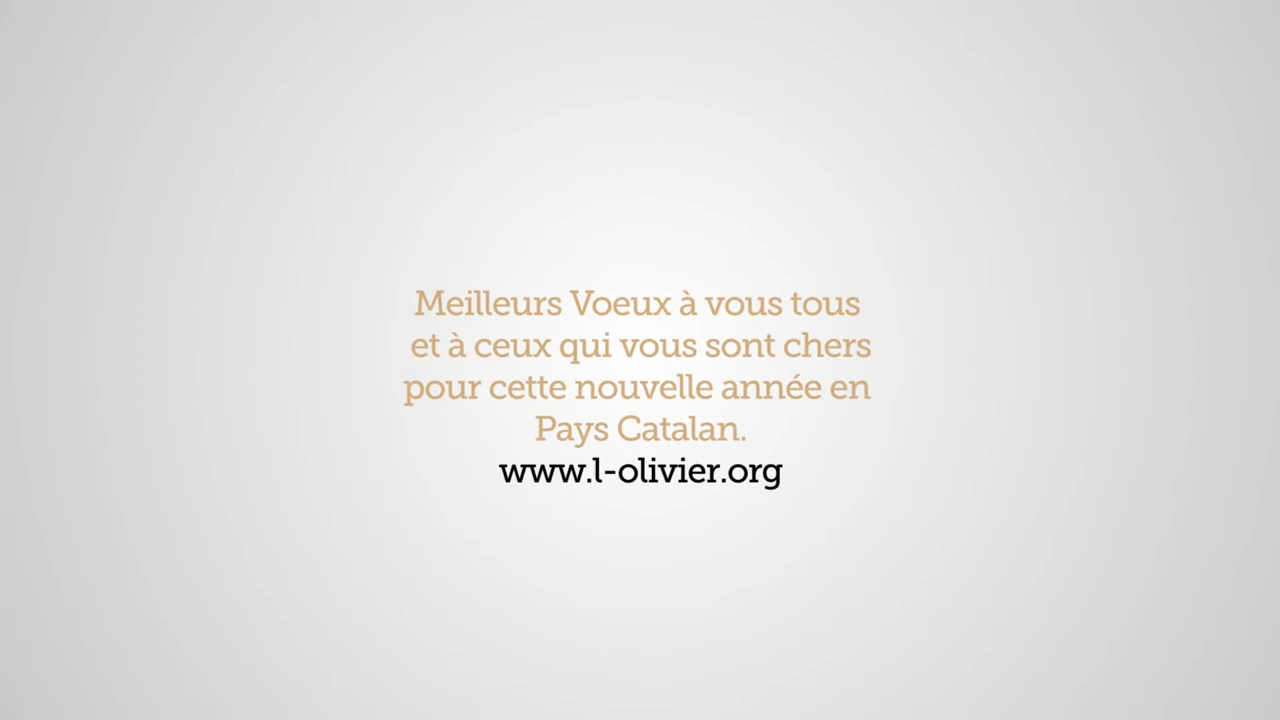 Meilleurs Voeux à vous tous
et à ceux qui vous sont chers
pour cette nouvelle année en
Pays Catalan.
www.l-olivier.org